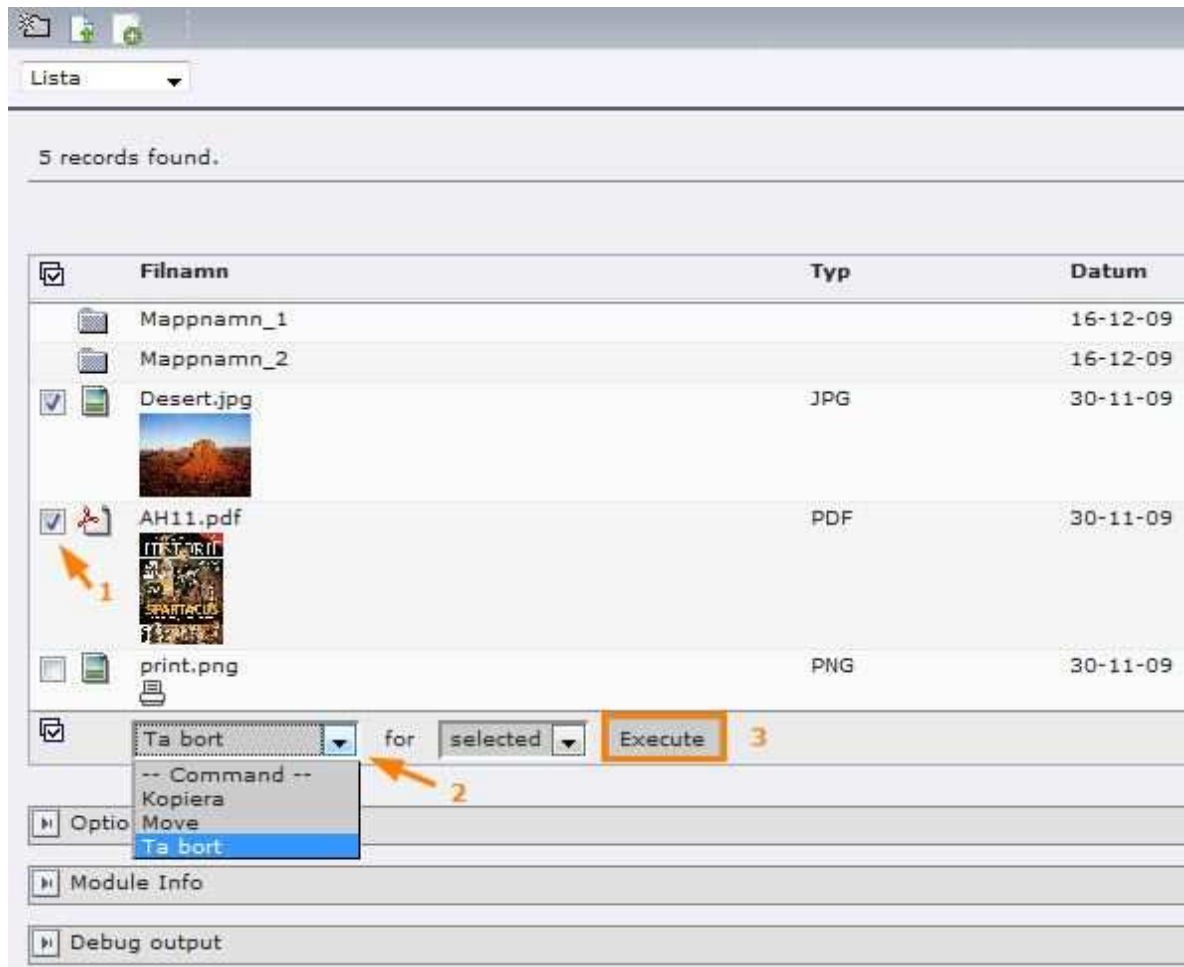 Lista
5 records found.
Filnamn Typ Datum
Mappnamn_1 16-12-09
Mappnamn_2 16-12-09
Desert.jpg JPG 30-11-09
AH11.pdf PDF 30-11-09
SPARTACUS
1
print.png PNG 30-11-09
Ta bort for selected Execute 3
-- Command --
Kopiera
2
Move
Optio
Ta bort
Module Info
Debug output